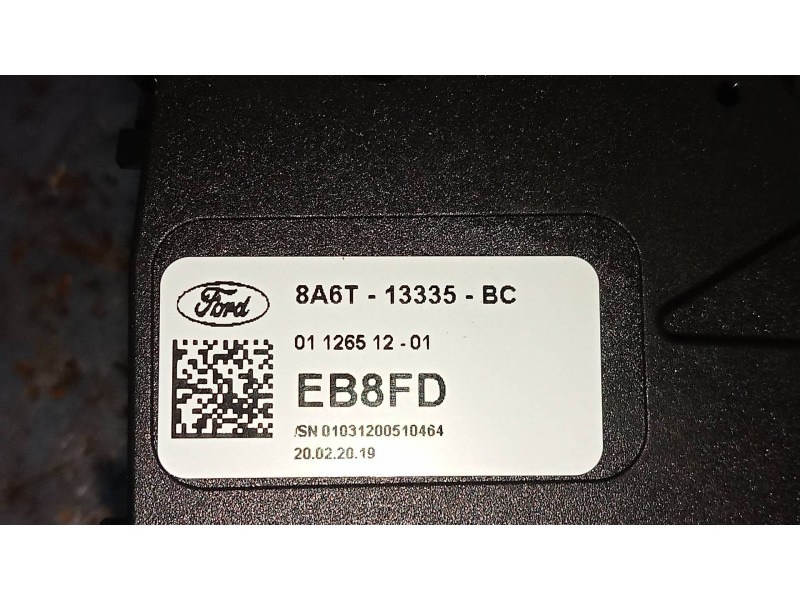 Ford
8A6T - 13335 - BC
01 1265 12 - 01
EB8FD
/SN 01031200510464
20.02.20.19